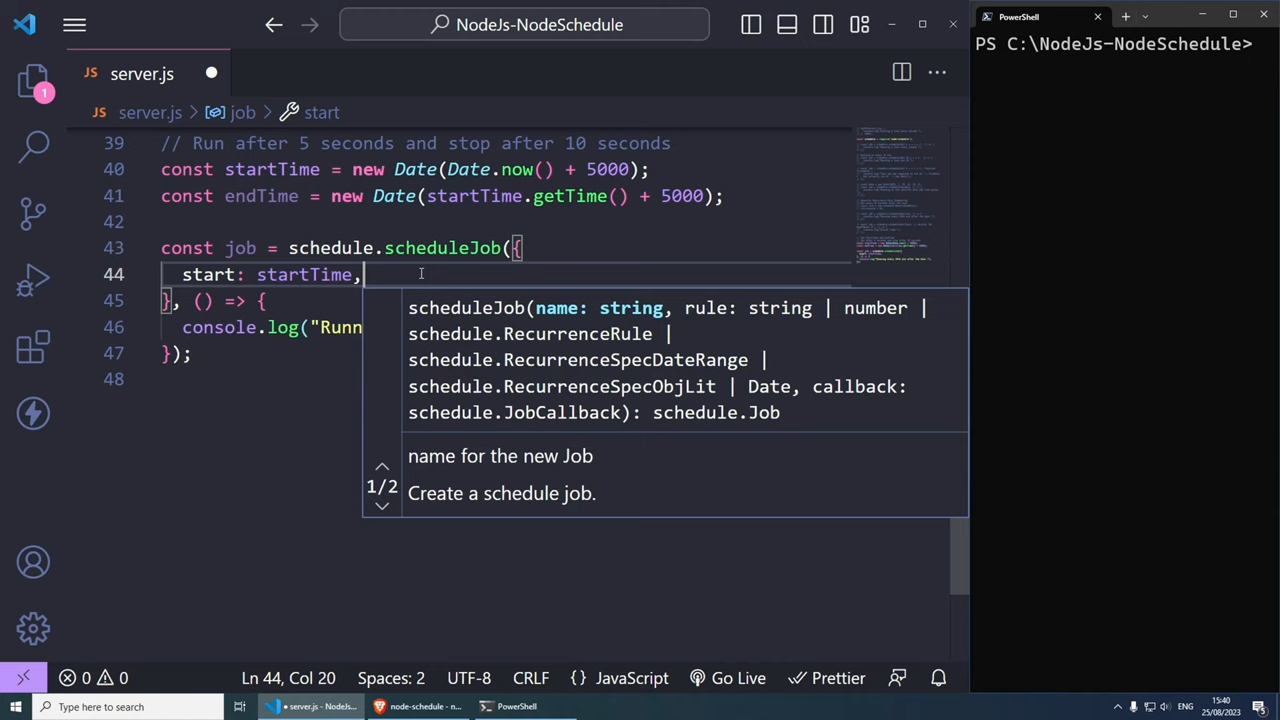 NodeJs-NodeSchedule
PowerShell
PS C:\NodeJs-NodeSchedule>
JS server.js
1
JS server.js > job > start
39 // Run after 5 seconds and stop after 10 seconds
40 const startTime = new Date(Date.now() + 5000);
41 const endTime = new Date(startTime.getTime() + 5000);
42
43 const job = schedule.scheduleJob({
44 start: startTime,
45 }, () => {
46 console.log("Runn
47 });
48
scheduleJob(name: string, rule: string | number |
schedule.RecurrenceRule |
schedule.RecurrenceSpecDateRange |
schedule.RecurrenceSpecObjLit | Date, callback:
schedule.JobCallback): schedule.Job
name for the new Job
1/2
Create a schedule job.
0 0 Ln 44, Col 20 Spaces: 2 UTF-8 CRLF {} JavaScript Go Live Prettier
Type here to search
server.js - NodeJs...
node-schedule - n...
PowerShell
ENG
15:40
25/08/2023